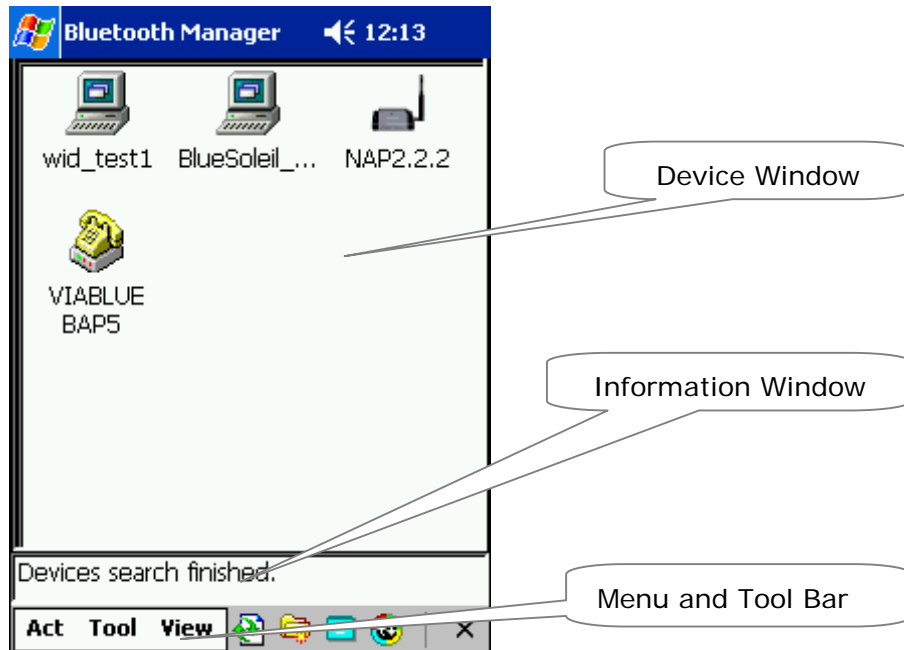 Bluetooth Manager 12:13
wid_test1 BlueSoleil_... NAP2.2.2
Device Window
VIABLUE
BAP5
Information Window
Devices search finished.
Menu and Tool Bar
Act Tool View ×